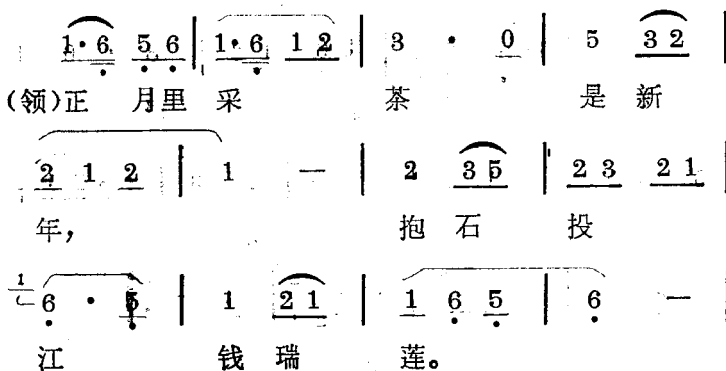 1·6 5 6 | 1·6 1 2 | 3 · 0 | 5 3 2 |
(领)正 月里 采 茶 是 新
2 1 2 | 1 — | 2 3 5 | 2 3 2 1 |
年， 抱 石 投
1 6 · 5 | 1 2 1 | 1 6 5 | 6 — |
江 钱 瑞 莲。